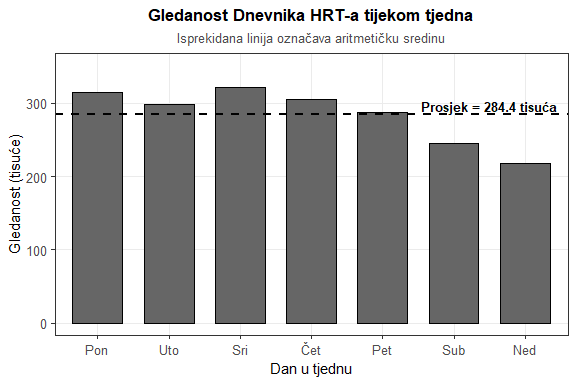 Gledanost Dnevnika HRT-a tijekom tjedna
Isprekidana linija označava aritmetičku sredinu
Prosjek = 284.4 tisuća
Gledanost (tisuće)
300
200
100
0
Pon Uto Sri Čet Pet Sub Ned
Dan u tjednu